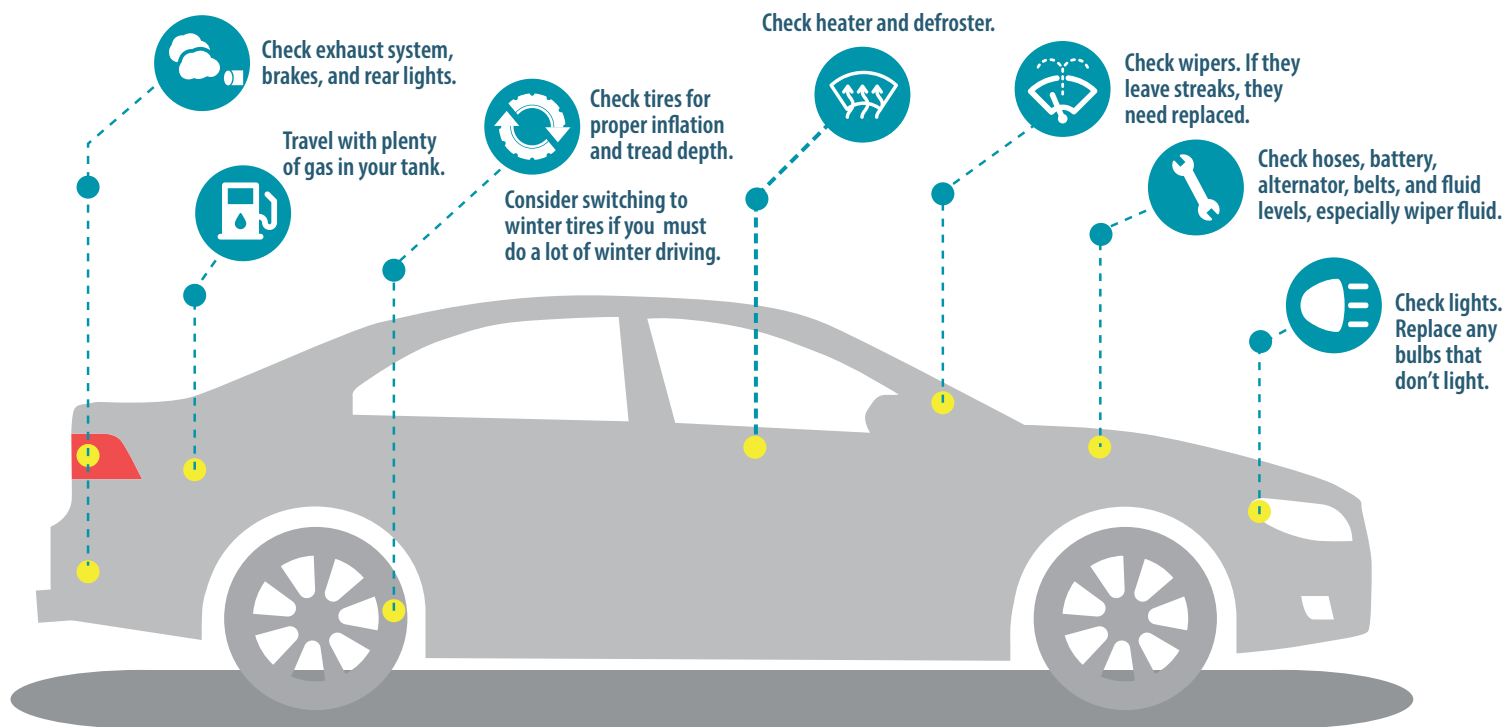 Check exhaust system,
brakes, and rear lights.
Travel with plenty
of gas in your tank.
Check tires for
proper inflation
and tread depth.
Consider switching to
winter tires if you must
do a lot of winter driving.
Check heater and defroster.
Check wipers. If they
leave streaks, they
need replaced.
Check hoses, battery,
alternator, belts, and fluid
levels, especially wiper fluid.
Check lights.
Replace any
bulbs that
don’t light.